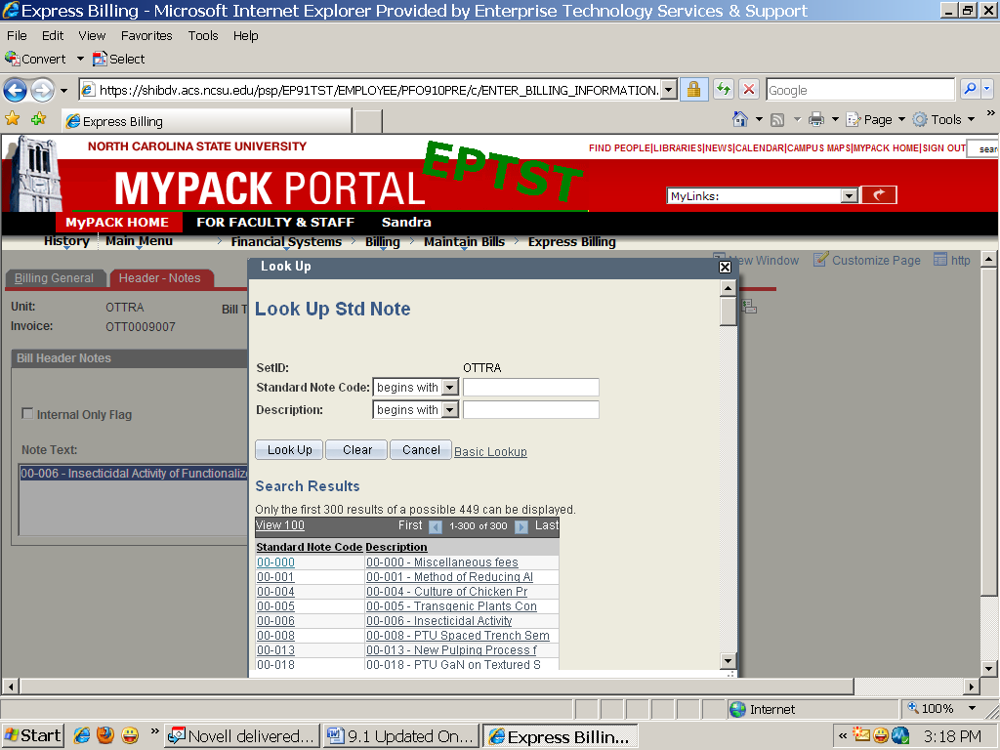 Express Billing - Microsoft Internet Explorer Provided by Enterprise Technology Services & Support
File Edit View Favorites Tools Help
Convert Select
https://shibdv.acs.ncsu.edu/psp/EP91TST/EMPLOYEE/PFO910PRE/c/ENTER_BILLING_INFORMATION. Google
Express Billing Page Tools »
NORTH CAROLINA STATE UNIVERSITY FIND PEOPLE|LIBRARIES|NEWS|CALENDAR|CAMPUS MAPS|MYPACK HOME|SIGN OUT sear
MYPACK PORTAL EPTST MyLinks:
MyPACK HOME FOR FACULTY & STAFF Sandra
History Main Menu > Financial Systems > Billing > Maintain Bills > Express Billing
Look Up New Window Customize Page http
Billing General Header - Notes
Unit: OTTRA Bill T
Invoice: OTT0009007
Look Up Std Note
Bill Header Notes
SetID: OTTRA
Standard Note Code: begins with
Description: begins with
Internal Only Flag
Note Text:
Look Up Clear Cancel Basic Lookup
00-006 - Insecticidal Activity of Functionalize
Search Results
Only the first 300 results of a possible 449 can be displayed.
View 100 First 1-300 of 300 Last
Standard Note Code Description
00-000 00-000 - Miscellaneous fees
00-001 00-001 - Method of Reducing Al
00-004 00-004 - Culture of Chicken Pr
00-005 00-005 - Transgenic Plants Con
00-006 00-006 - Insecticidal Activity
00-008 00-008 - PTU Spaced Trench Sem
00-013 00-013 - New Pulping Process f
00-018 00-018 - PTU GaN on Textured S
Internet 100%
Start » Novell delivered... 9.1 Updated On... Express Billin... « 3:18 PM